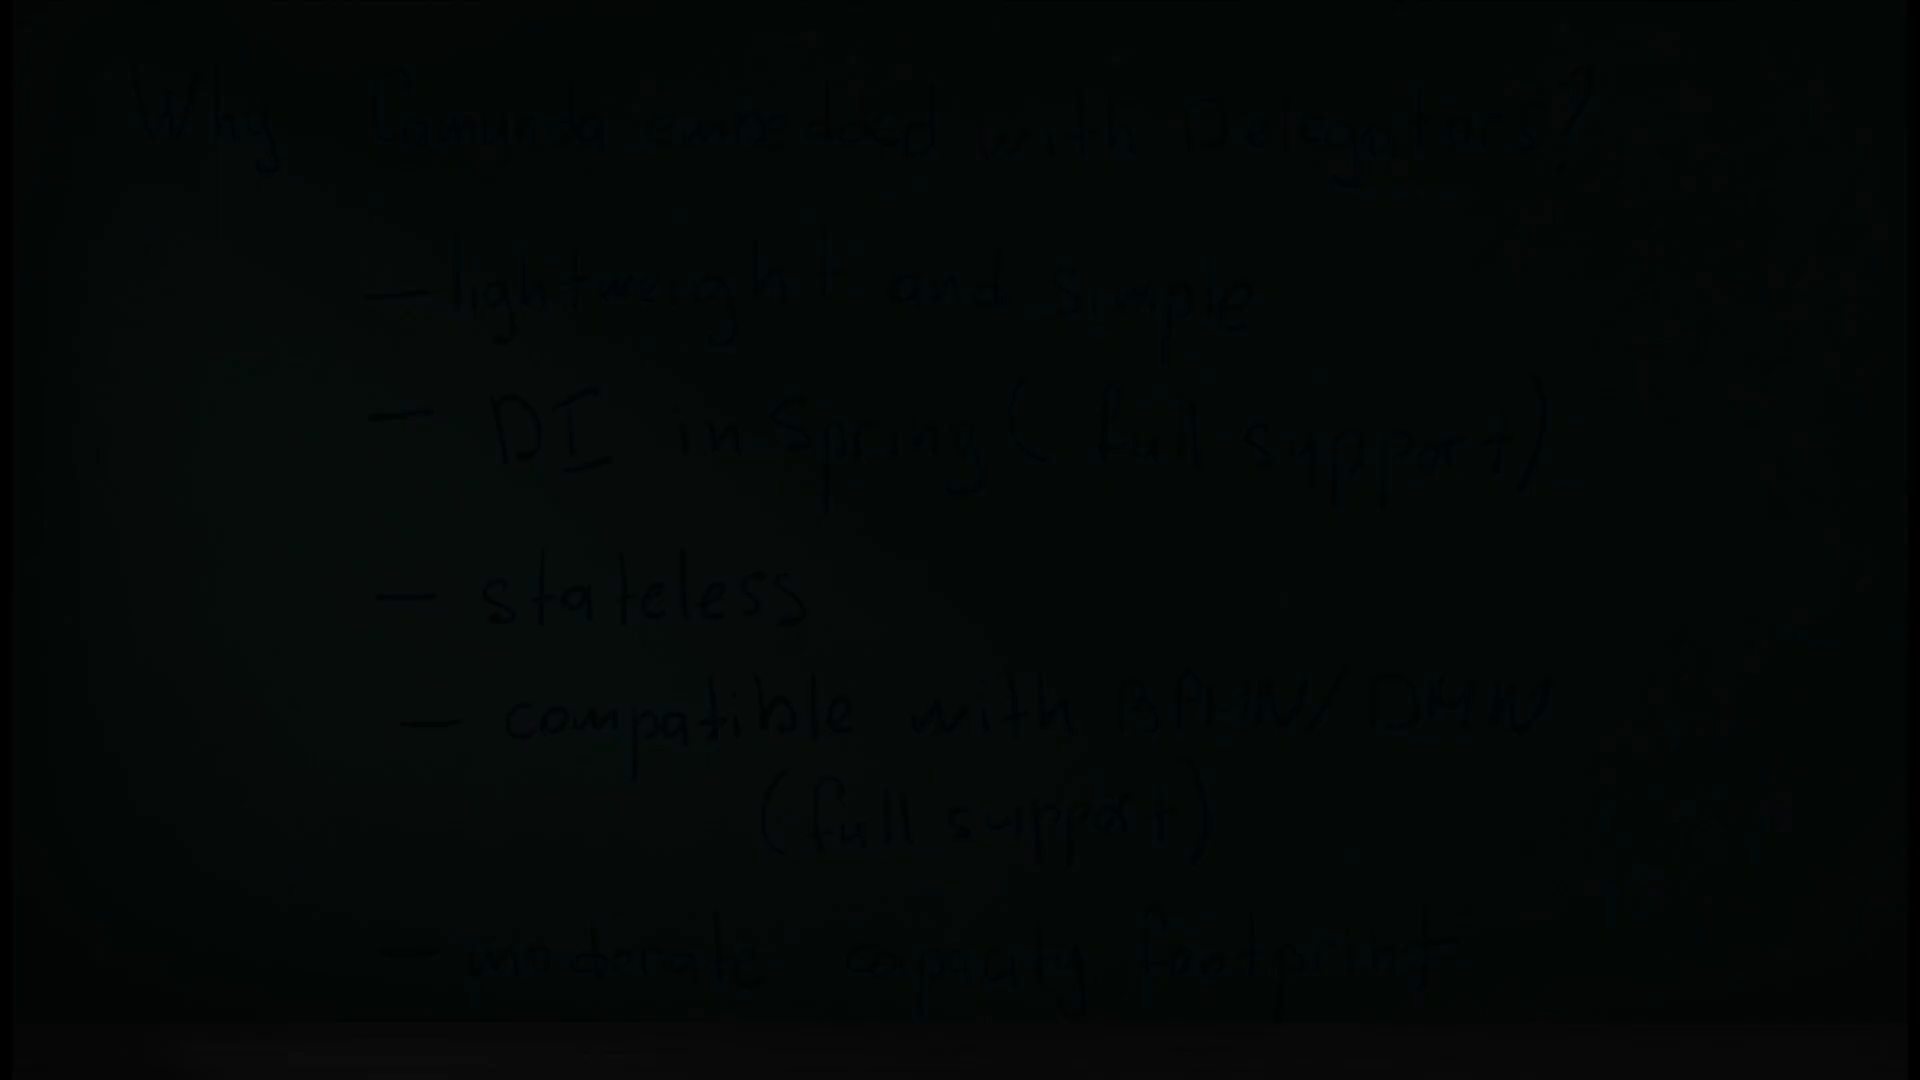 Why Camunda embedded with Delegators?
- lightweight and simple
- DI in Spring (full support)
- stateless
- compatible with BPMN/DMN
(full support)
- moderate capacity footprint